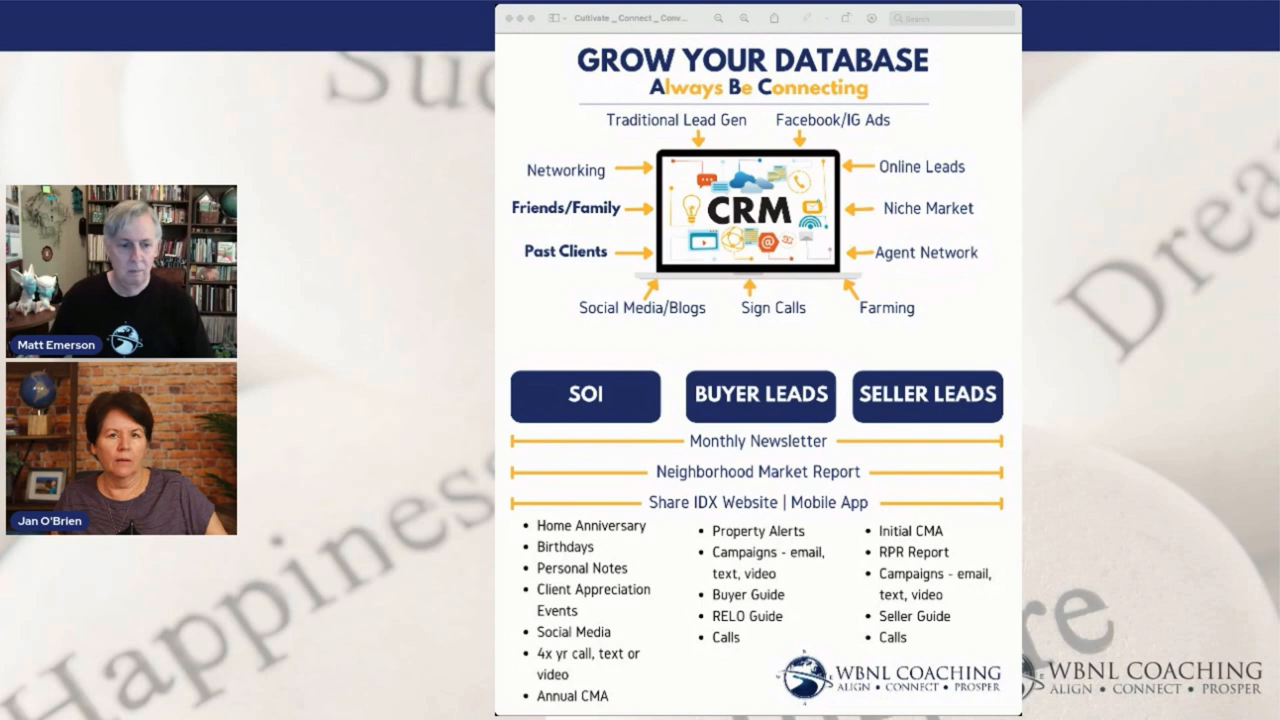 Cultivate _ Connect _ Conv...
Search
GROW YOUR DATABASE
Always Be Connecting
Traditional Lead Gen
Facebook/IG Ads
Networking
Online Leads
Friends/Family
CRM
Niche Market
Past Clients
Agent Network
Social Media/Blogs
Sign Calls
Farming
SOI
BUYER LEADS
SELLER LEADS
Monthly Newsletter
Neighborhood Market Report
Share IDX Website | Mobile App
• Home Anniversary
• Birthdays
• Personal Notes
• Client Appreciation
Events
• Social Media
• 4x yr call, text or
video
• Annual CMA
• Property Alerts
• Campaigns - email,
text, video
• Buyer Guide
• RELO Guide
• Calls
• Initial CMA
• RPR Report
• Campaigns - email,
text, video
• Seller Guide
• Calls
WBNL COACHING
ALIGN • CONNECT • PROSPER
WBNL COACHING
ALIGN • CONNECT • PROSPER
Matt Emerson
Jan O'Brien
Happiness